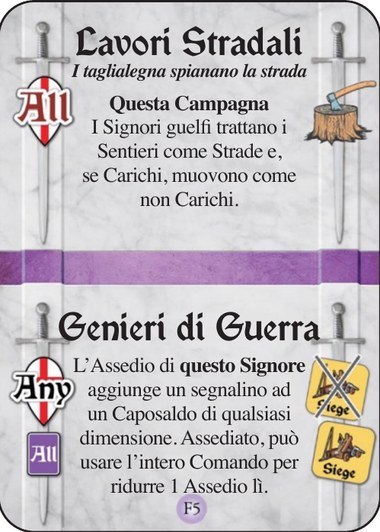 Lavori Stradali
I taglialegna spianano la strada
All
Questa Campagna
I Signori guelfi trattano i
Sentieri come Strade e,
se Carichi, muovono come
non Carichi.
Genieri di Guerra
Any
All
L'Assedio di questo Signore
aggiunge un segnalino ad
un Caposaldo di qualsiasi
dimensione. Assediato, può
usare l'intero Comando per
ridurre 1 Assedio lì.
Siege
Siege
F5